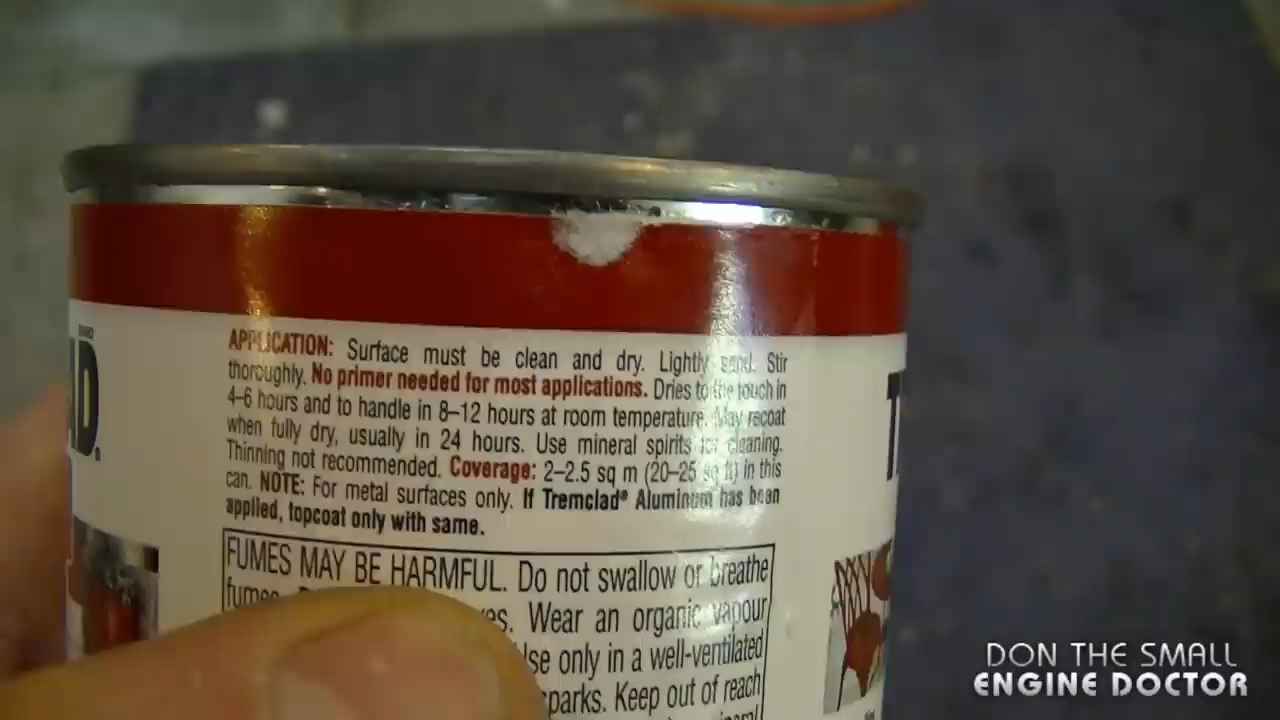 APPLICATION: Surface must be clean and dry. Lightly sand. Stir
thoroughly. No primer needed for most applications. Dries to the touch in
4–6 hours and to handle in 8–12 hours at room temperature. May recoat
when fully dry, usually in 24 hours. Use mineral spirits for cleaning.
Thinning not recommended. Coverage: 2–2.5 sq m (20–25 sq ft) in this
can. NOTE: For metal surfaces only. If Tremclad® Aluminum has been
applied, topcoat only with same.
FUMES MAY BE HARMFUL. Do not swallow or breathe
fumes. Wear an organic vapour
only in a well-ventilated
sparks. Keep out of reach
D.
T
DON THE SMALL
ENGINE DOCTOR